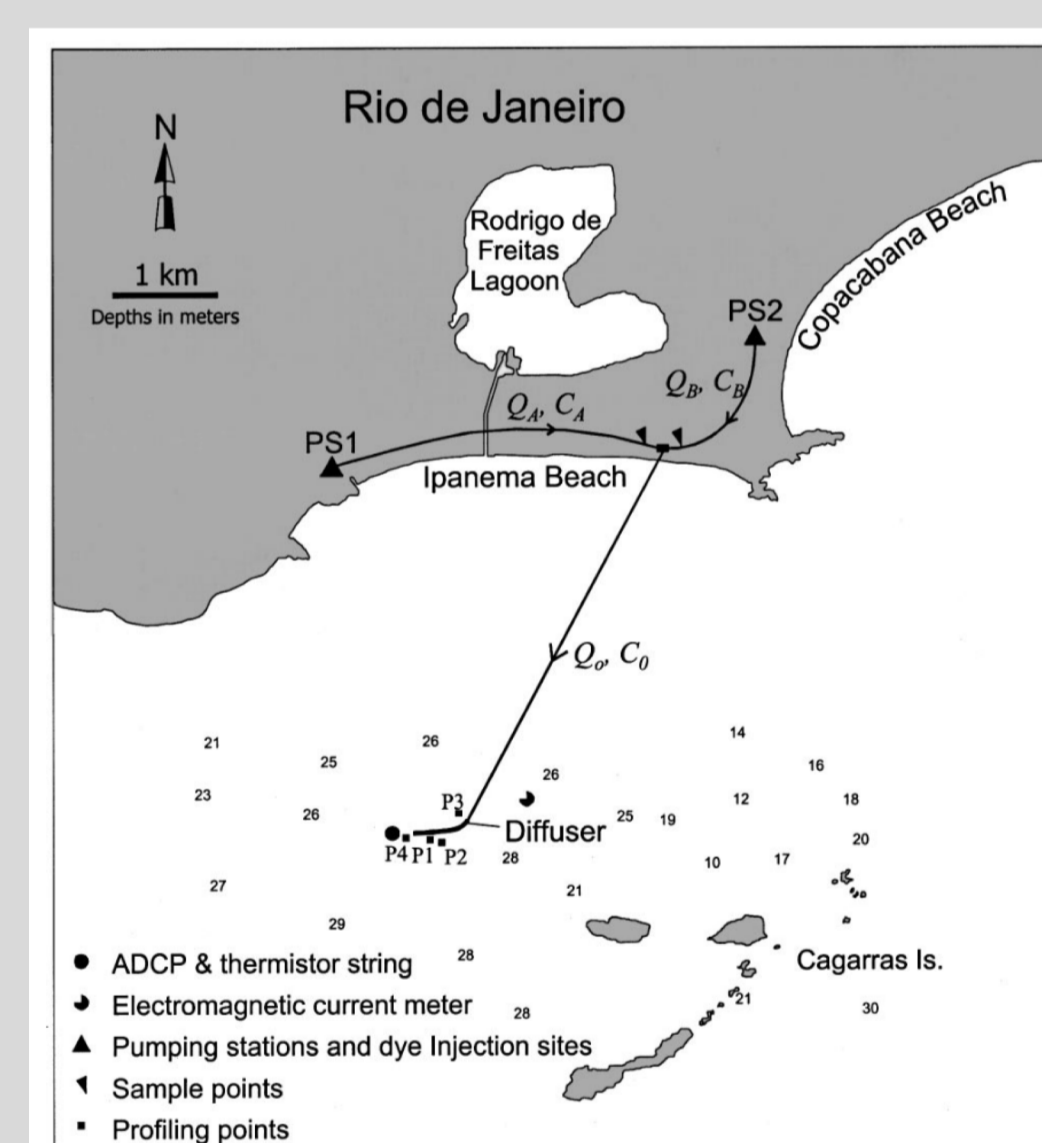 Rio de Janeiro
N
1 km
Depths in meters
Rodrigo de
Freitas
Lagoon
Copacabana Beach
PS2
Q_B, C_B
Q_A, C_A
PS1
Ipanema Beach
Q_o, C_0
21
26
14
25
16
26
23
12
18
26
P3
25
19
Diffuser
20
P4 P1 P2
28
10
17
27
21
29
28
Cagarras Is.
21
28
30
ADCP & thermistor string
Electromagnetic current meter
Pumping stations and dye Injection sites
Sample points
Profiling points